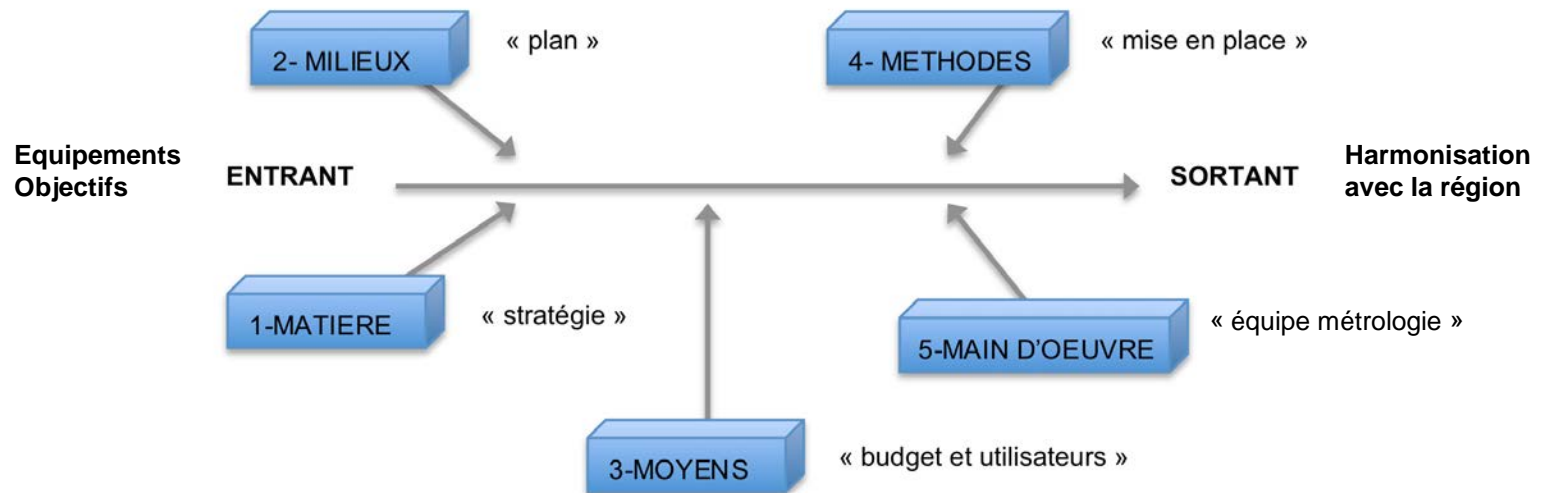 2- MILIEUX
« plan »
4- METHODES
« mise en place »
Equipements
Objectifs
ENTRANT
SORTANT
Harmonisation
avec la région
1-MATIERE
« stratégie »
5-MAIN D'OEUVRE
« équipe métrologie »
3-MOYENS
« budget et utilisateurs »